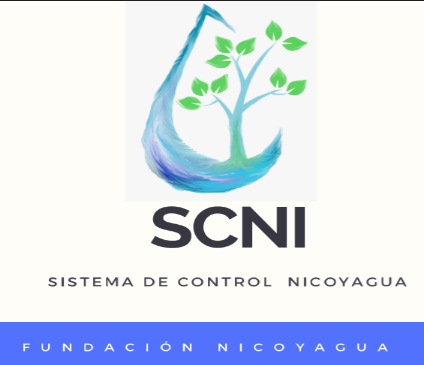 SCNI
SISTEMA DE CONTROL NICOYAGUA
FUNDACIÓN NICOYAGUA